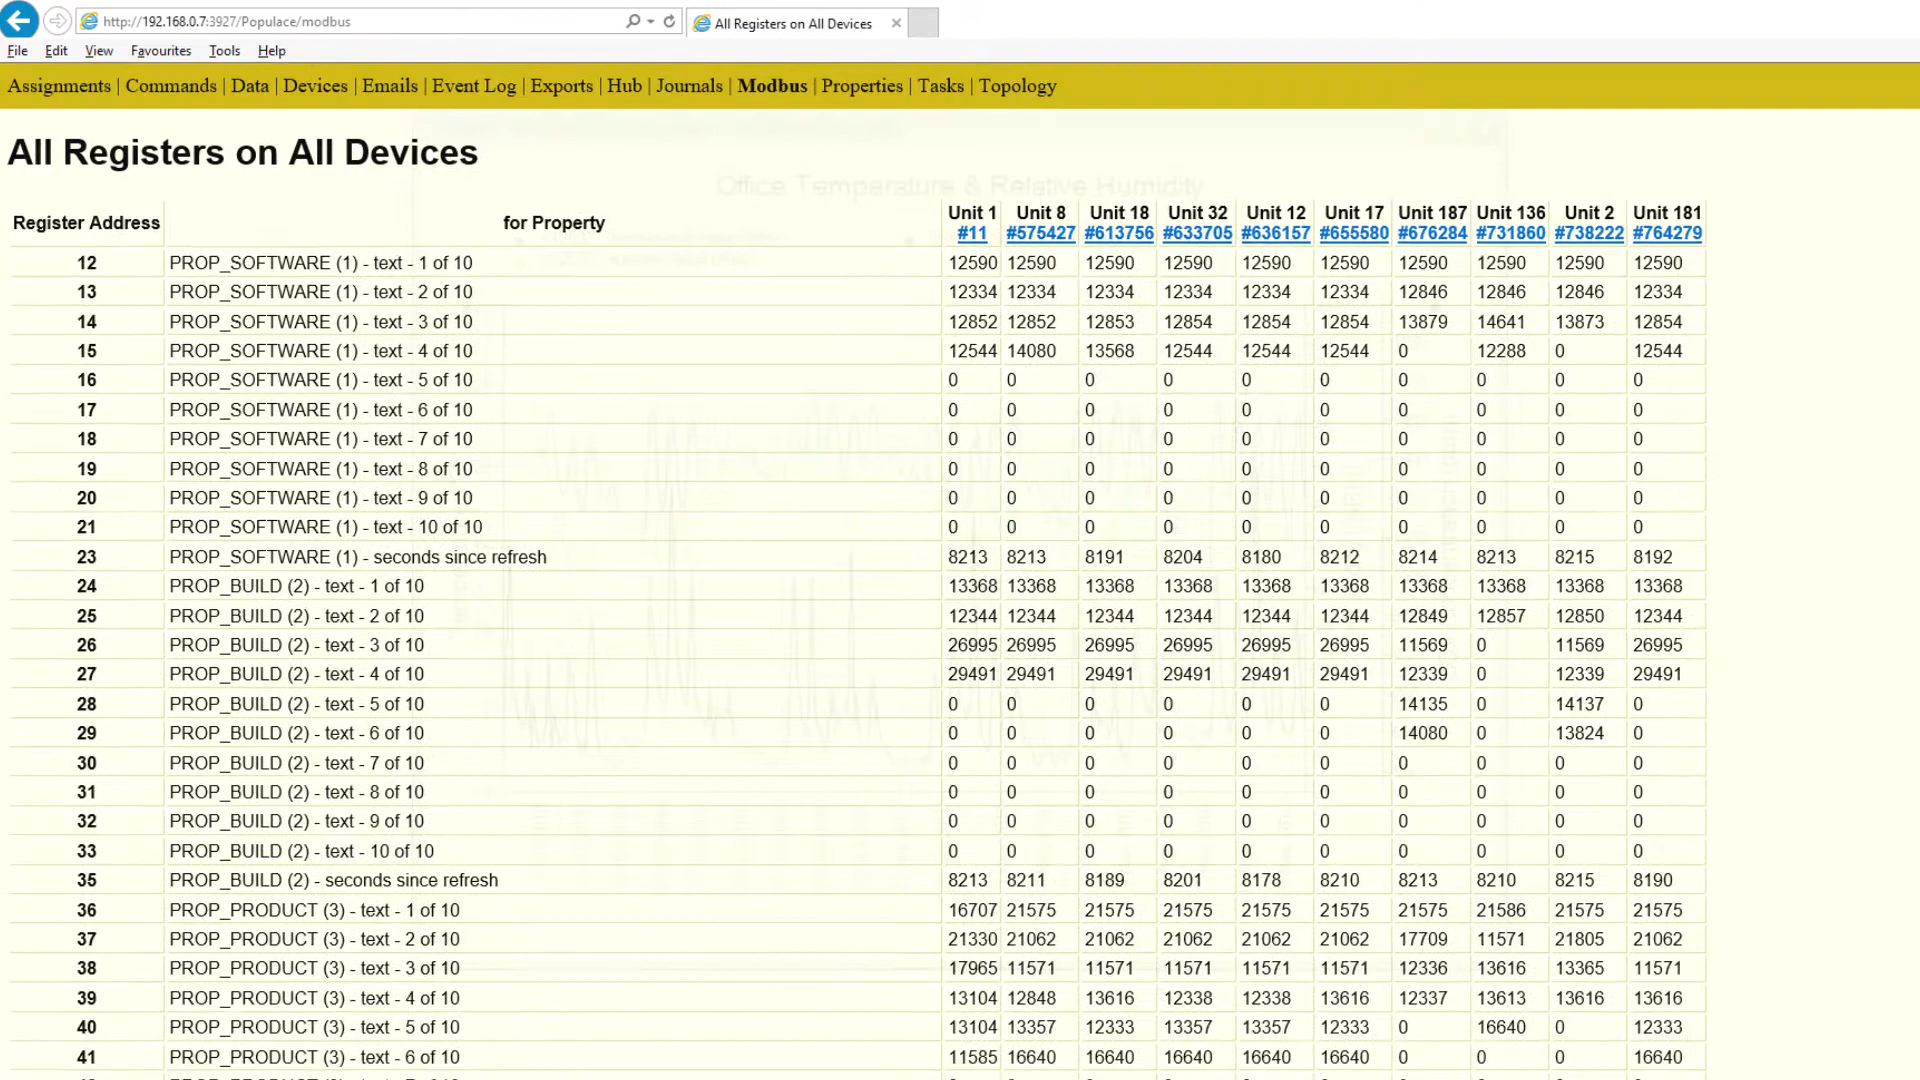 http://192.168.0.7:3927/Populace/modbus
All Registers on All Devices
File Edit View Favourites Tools Help
Assignments | Commands | Data | Devices | Emails | Event Log | Exports | Hub | Journals | Modbus | Properties | Tasks | Topology
All Registers on All Devices
Office Temperature & Relative Humidity
Register Address for Property Unit 1 Unit 8 Unit 18 Unit 32 Unit 12 Unit 17 Unit 187 Unit 136 Unit 2 Unit 181
#11 #575427 #613756 #633705 #636157 #655580 #676284 #731860 #738222 #764279
12 PROP_SOFTWARE (1) - text - 1 of 10 12590 12590 12590 12590 12590 12590 12590 12590 12590 12590
13 PROP_SOFTWARE (1) - text - 2 of 10 12334 12334 12334 12334 12334 12334 12846 12846 12846 12334
14 PROP_SOFTWARE (1) - text - 3 of 10 12852 12852 12853 12854 12854 12854 13879 14641 13873 12854
15 PROP_SOFTWARE (1) - text - 4 of 10 12544 14080 13568 12544 12544 12544 0 12288 0 12544
16 PROP_SOFTWARE (1) - text - 5 of 10 0 0 0 0 0 0 0 0 0 0
17 PROP_SOFTWARE (1) - text - 6 of 10 0 0 0 0 0 0 0 0 0 0
18 PROP_SOFTWARE (1) - text - 7 of 10 0 0 0 0 0 0 0 0 0 0
19 PROP_SOFTWARE (1) - text - 8 of 10 0 0 0 0 0 0 0 0 0 0
20 PROP_SOFTWARE (1) - text - 9 of 10 0 0 0 0 0 0 0 0 0 0
21 PROP_SOFTWARE (1) - text - 10 of 10 0 0 0 0 0 0 0 0 0 0
23 PROP_SOFTWARE (1) - seconds since refresh 8213 8213 8191 8204 8180 8212 8214 8213 8215 8192
24 PROP_BUILD (2) - text - 1 of 10 13368 13368 13368 13368 13368 13368 13368 13368 13368 13368
25 PROP_BUILD (2) - text - 2 of 10 12344 12344 12344 12344 12344 12344 12849 12857 12850 12344
26 PROP_BUILD (2) - text - 3 of 10 26995 26995 26995 26995 26995 26995 11569 0 11569 26995
27 PROP_BUILD (2) - text - 4 of 10 29491 29491 29491 29491 29491 29491 12339 0 12339 29491
28 PROP_BUILD (2) - text - 5 of 10 0 0 0 0 0 0 14135 0 14137 0
29 PROP_BUILD (2) - text - 6 of 10 0 0 0 0 0 0 14080 0 13824 0
30 PROP_BUILD (2) - text - 7 of 10 0 0 0 0 0 0 0 0 0 0
31 PROP_BUILD (2) - text - 8 of 10 0 0 0 0 0 0 0 0 0 0
32 PROP_BUILD (2) - text - 9 of 10 0 0 0 0 0 0 0 0 0 0
33 PROP_BUILD (2) - text - 10 of 10 0 0 0 0 0 0 0 0 0 0
35 PROP_BUILD (2) - seconds since refresh 8213 8211 8189 8201 8178 8210 8213 8210 8215 8190
36 PROP_PRODUCT (3) - text - 1 of 10 16707 21575 21575 21575 21575 21575 21575 21586 21575 21575
37 PROP_PRODUCT (3) - text - 2 of 10 21330 21062 21062 21062 21062 21062 17709 11571 21805 21062
38 PROP_PRODUCT (3) - text - 3 of 10 17965 11571 11571 11571 11571 11571 12336 13616 13365 11571
39 PROP_PRODUCT (3) - text - 4 of 10 13104 12848 13616 12338 12338 13616 12337 13613 13616 13616
40 PROP_PRODUCT (3) - text - 5 of 10 13104 13357 12333 13357 13357 12333 0 16640 0 12333
41 PROP_PRODUCT (3) - text - 6 of 10 11585 16640 16640 16640 16640 16640 0 0 0 16640